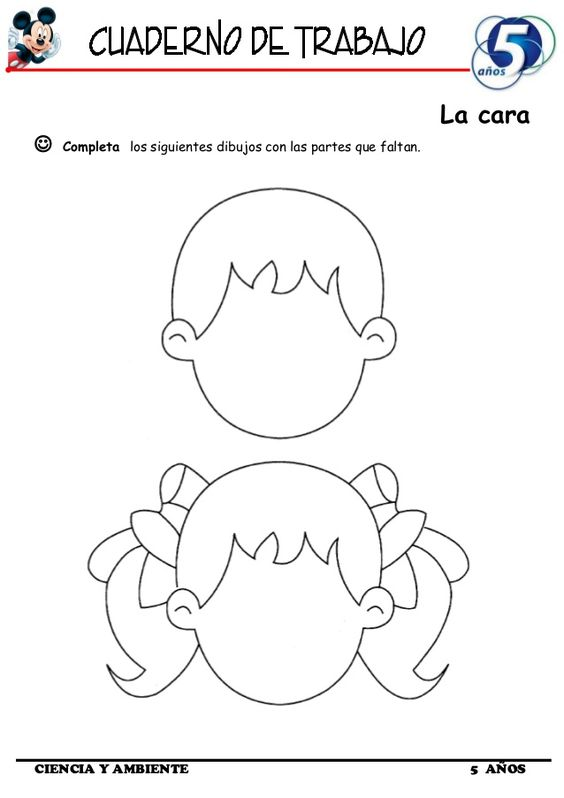 CUADERNO DE TRABAJO
5
años
La cara
Completa los siguientes dibujos con las partes que faltan.
CIENCIA Y AMBIENTE 5 AÑOS